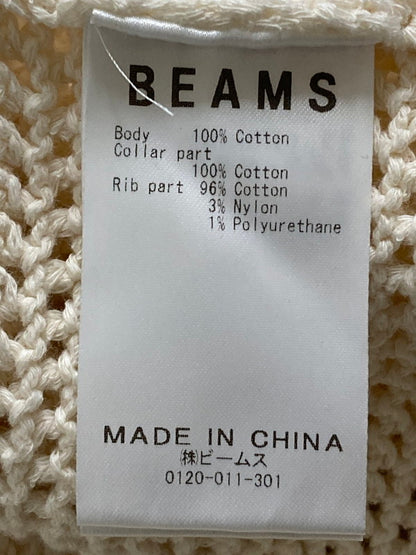 BEAMS
Body 100% Cotton
Collar part
100% Cotton
Rib part 96% Cotton
3% Nylon
1% Polyurethane
MADE IN CHINA
㈱ビームス
0120-011-301